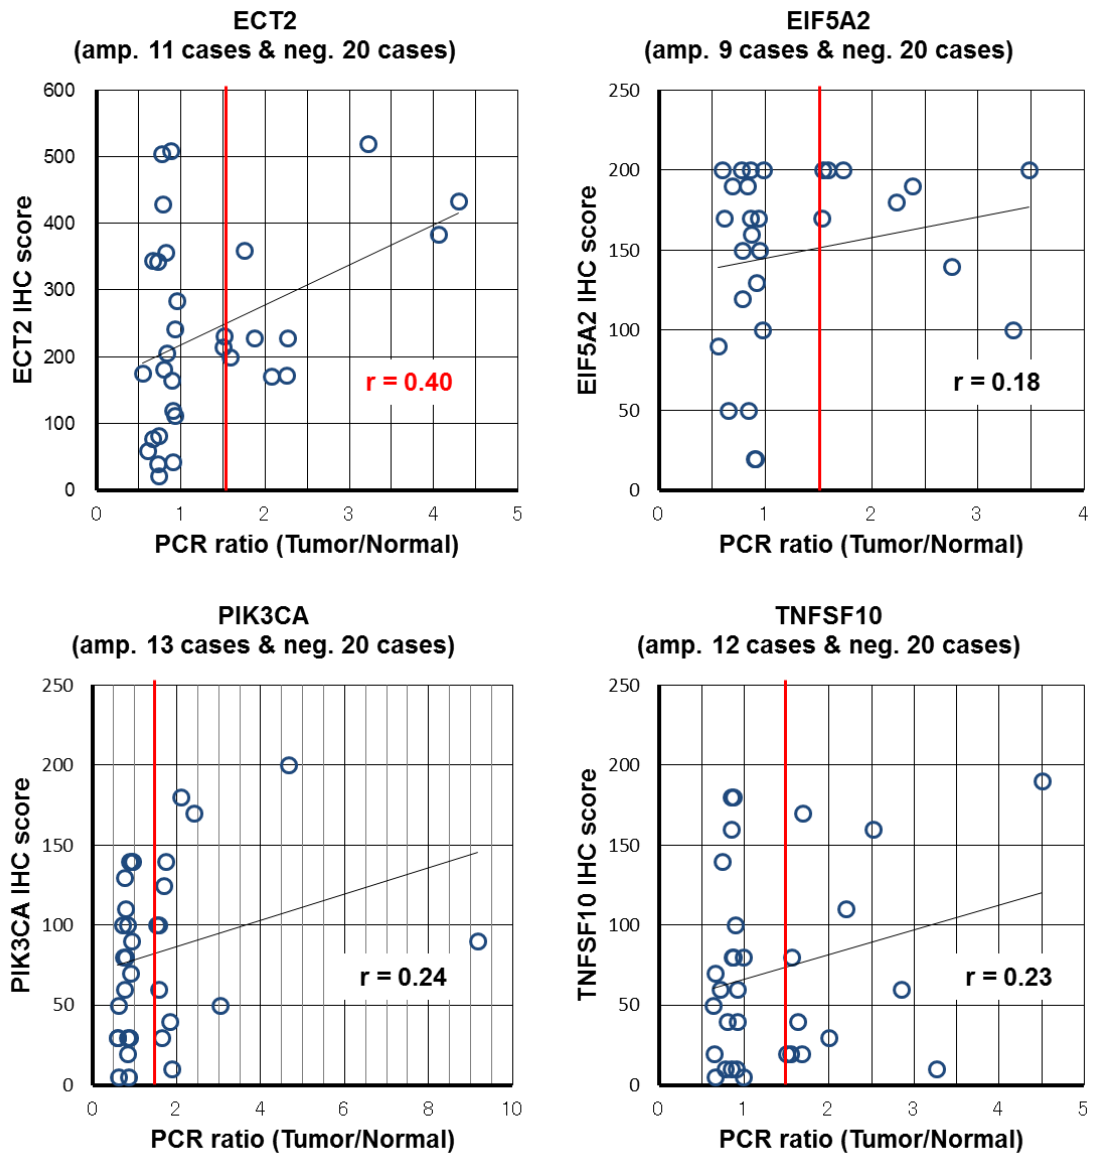 ECT2
(amp. 11 cases & neg. 20 cases)
600
500
400
300
200
100
0
ECT2 IHC score
r = 0.40
0 1 2 3 4 5
PCR ratio (Tumor/Normal)
EIF5A2
(amp. 9 cases & neg. 20 cases)
250
200
150
100
50
0
EIF5A2 IHC score
r = 0.18
0 1 2 3 4
PCR ratio (Tumor/Normal)
PIK3CA
(amp. 13 cases & neg. 20 cases)
250
200
150
100
50
0
PIK3CA IHC score
r = 0.24
0 2 4 6 8 10
PCR ratio (Tumor/Normal)
TNFSF10
(amp. 12 cases & neg. 20 cases)
250
200
150
100
50
0
TNFSF10 IHC score
r = 0.23
0 1 2 3 4 5
PCR ratio (Tumor/Normal)